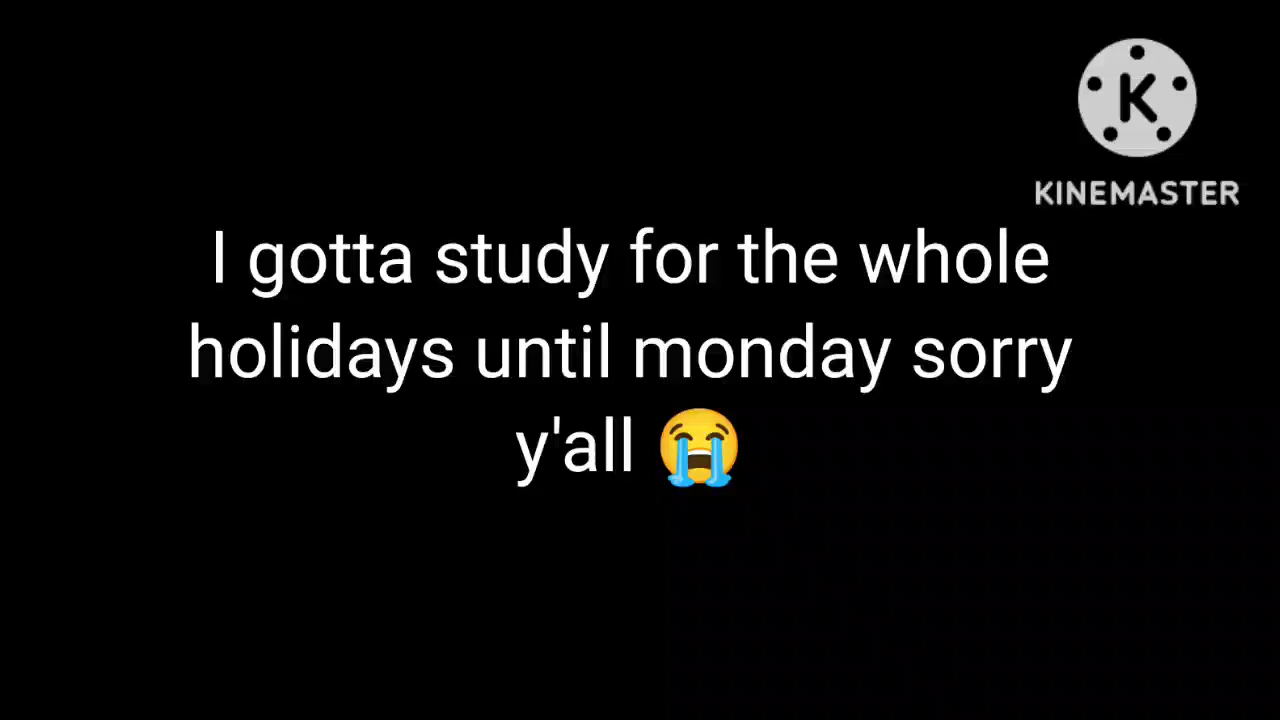 K
KINEMASTER
I gotta study for the whole
holidays until monday sorry
y'all 😭